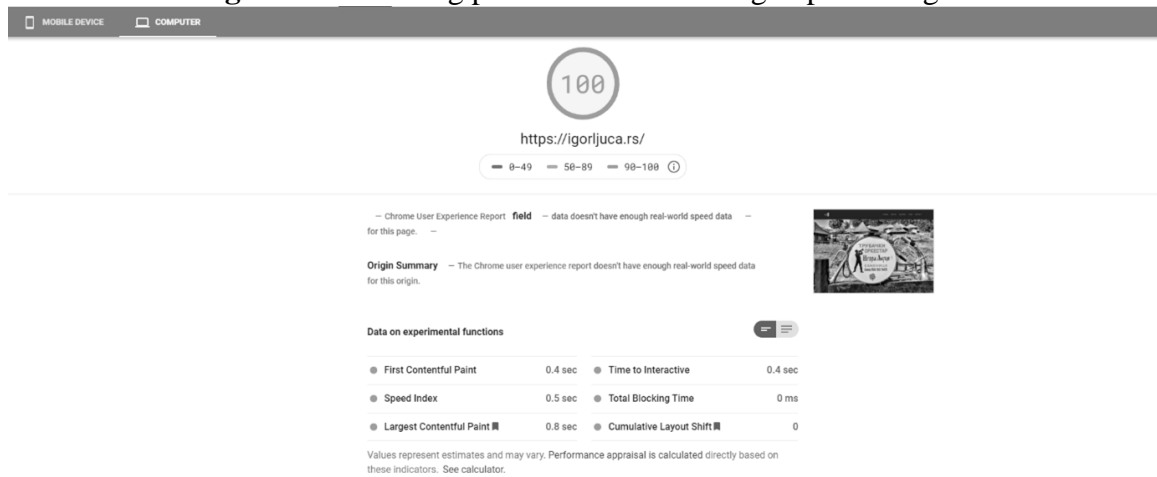 MOBILE DEVICE COMPUTER
100
https://igorljuca.rs/
0–49 50–89 90–100
— Chrome User Experience Report field — data doesn't have enough real-world speed data —
for this page. —
Origin Summary — The Chrome user experience report doesn't have enough real-world speed data
for this origin.
Data on experimental functions
First Contentful Paint 0.4 sec Time to Interactive 0.4 sec
Speed Index 0.5 sec Total Blocking Time 0 ms
Largest Contentful Paint 0.8 sec Cumulative Layout Shift 0
Values represent estimates and may vary. Performance appraisal is calculated directly based on
these indicators. See calculator.